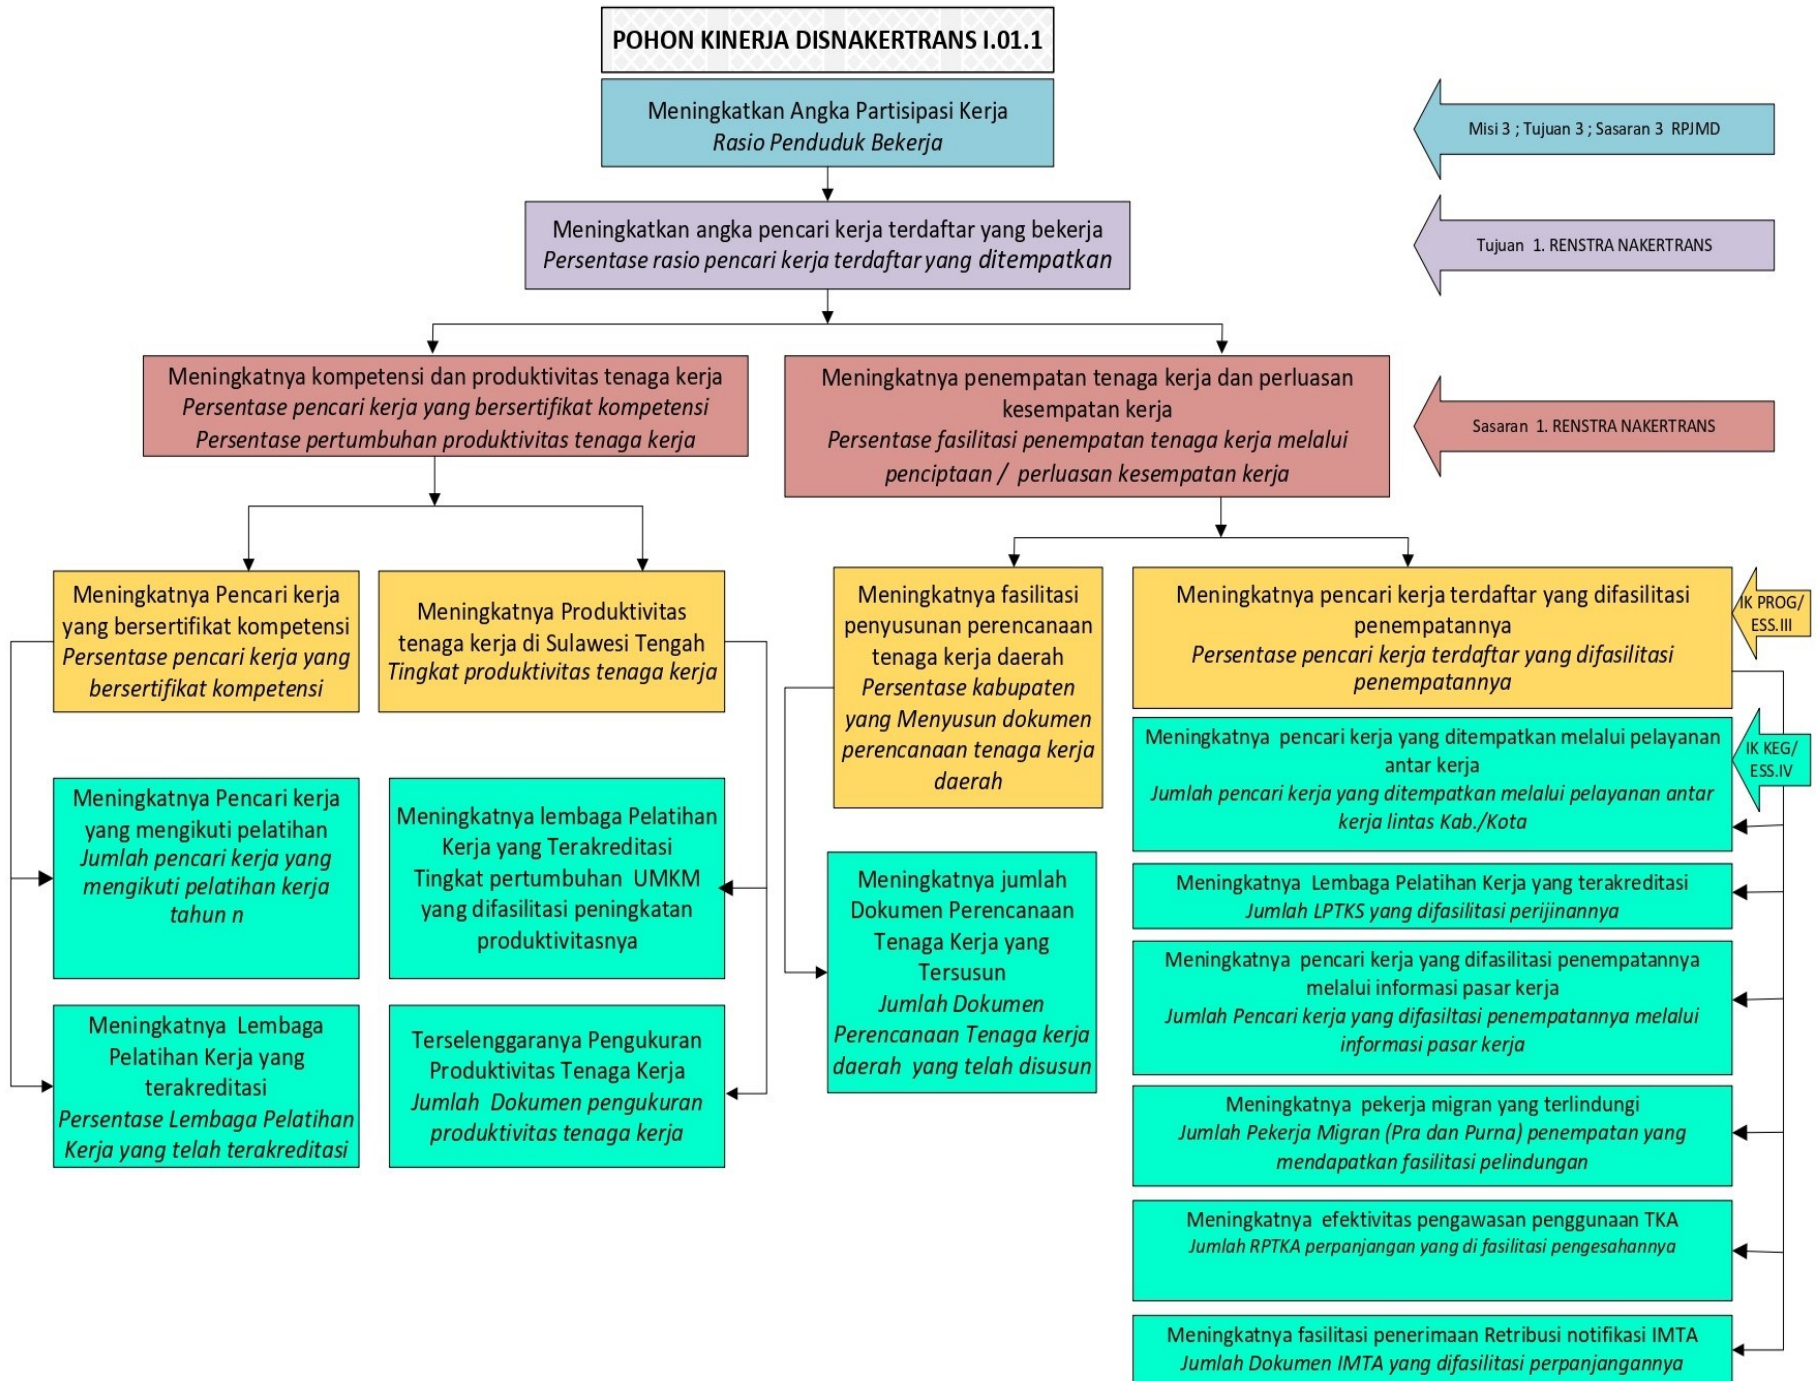 POHON KINERJA DISNAKERTRANS I.01.1
Meningkatkan Angka Partisipasi Kerja
Rasio Penduduk Bekerja
Misi 3 ; Tujuan 3 ; Sasaran 3 RPJMD
Meningkatkan angka pencari kerja terdaftar yang bekerja
Persentase rasio pencari kerja terdaftar yang ditempatkan
Tujuan 1. RENSTRA NAKERTRANS
Meningkatnya kompetensi dan produktivitas tenaga kerja
Persentase pencari kerja yang bersertifikat kompetensi
Persentase pertumbuhan produktivitas tenaga kerja
Meningkatnya penempatan tenaga kerja dan perluasan
kesempatan kerja
Persentase fasilitasi penempatan tenaga kerja melalui
penciptaan / perluasan kesempatan kerja
Sasaran 1. RENSTRA NAKERTRANS
Meningkatnya Pencari kerja
yang bersertifikat kompetensi
Persentase pencari kerja yang
bersertifikat kompetensi
Meningkatnya Produktivitas
tenaga kerja di Sulawesi Tengah
Tingkat produktivitas tenaga kerja
Meningkatnya fasilitasi
penyusunan perencanaan
tenaga kerja daerah
Persentase kabupaten
yang Menyusun dokumen
perencanaan tenaga kerja
daerah
Meningkatnya pencari kerja terdaftar yang difasilitasi
penempatannya
Persentase pencari kerja terdaftar yang difasilitasi
penempatannya
IK PROG/
ESS.III
Meningkatnya Pencari kerja
yang mengikuti pelatihan
Jumlah pencari kerja yang
mengikuti pelatihan kerja
tahun n
Meningkatnya Lembaga
Pelatihan Kerja yang
terakreditasi
Persentase Lembaga Pelatihan
Kerja yang telah terakreditasi
Meningkatnya lembaga Pelatihan
Kerja yang Terakreditasi
Tingkat pertumbuhan UMKM
yang difasilitasi peningkatan
produktivitasnya
Terselenggaranya Pengukuran
Produktivitas Tenaga Kerja
Jumlah Dokumen pengukuran
produktivitas tenaga kerja
Meningkatnya jumlah
Dokumen Perencanaan
Tenaga Kerja yang
Tersusun
Jumlah Dokumen
Perencanaan Tenaga kerja
daerah yang telah disusun
Meningkatnya pencari kerja yang ditempatkan melalui pelayanan
antar kerja
Jumlah pencari kerja yang ditempatkan melalui pelayanan antar
kerja lintas Kab./Kota
IK KEG/
ESS.IV
Meningkatnya Lembaga Pelatihan Kerja yang terakreditasi
Jumlah LPTKS yang difasilitasi perijinannya
Meningkatnya pencari kerja yang difasilitasi penempatannya
melalui informasi pasar kerja
Jumlah Pencari kerja yang difasiltasi penempatannya melalui
informasi pasar kerja
Meningkatnya pekerja migran yang terlindungi
Jumlah Pekerja Migran (Pra dan Purna) penempatan yang
mendapatkan fasilitasi pelindungan
Meningkatnya efektivitas pengawasan penggunaan TKA
Jumlah RPTKA perpanjangan yang di fasilitasi pengesahannya
Meningkatnya fasilitasi penerimaan Retribusi notifikasi IMTA
Jumlah Dokumen IMTA yang difasilitasi perpanjangannya